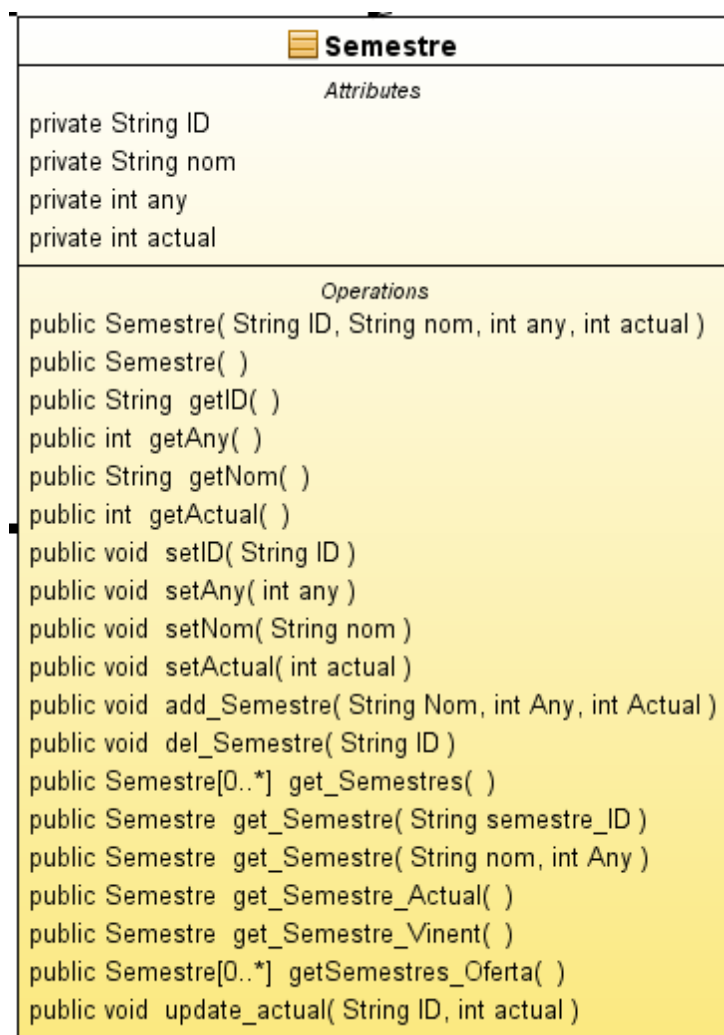 Semestre
Attributes
private String ID
private String nom
private int any
private int actual
Operations
public Semestre( String ID, String nom, int any, int actual )
public Semestre( )
public String getID( )
public int getAny( )
public String getNom( )
public int getActual( )
public void setID( String ID )
public void setAny( int any )
public void setNom( String nom )
public void setActual( int actual )
public void add_Semestre( String Nom, int Any, int Actual )
public void del_Semestre( String ID )
public Semestre[0..*] get_Semestres( )
public Semestre get_Semestre( String semestre_ID )
public Semestre get_Semestre( String nom, int Any )
public Semestre get_Semestre_Actual( )
public Semestre get_Semestre_Vinent( )
public Semestre[0..*] getSemestres_Oferta( )
public void update_actual( String ID, int actual )